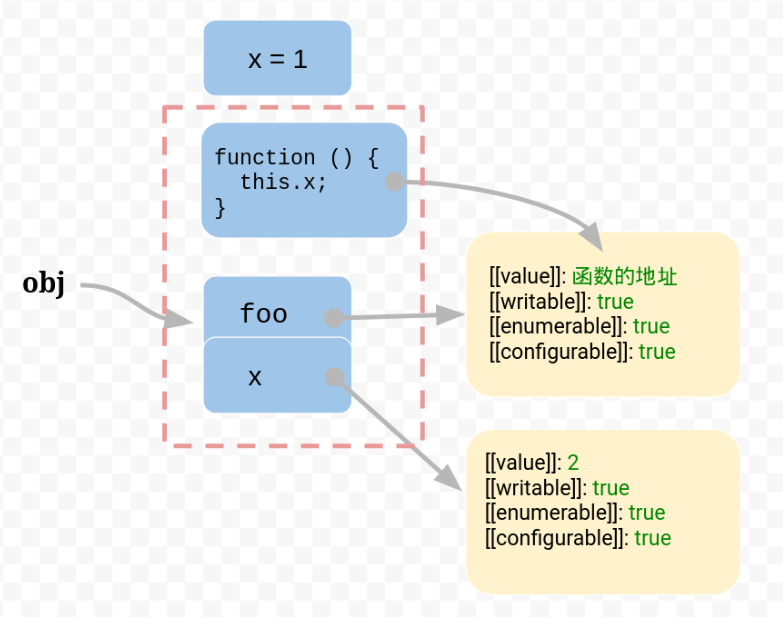 x = 1
function () {
  this.x;
}
obj
foo
x
[[value]]: 函数的地址
[[writable]]: true
[[enumerable]]: true
[[configurable]]: true
[[value]]: 2
[[writable]]: true
[[enumerable]]: true
[[configurable]]: true